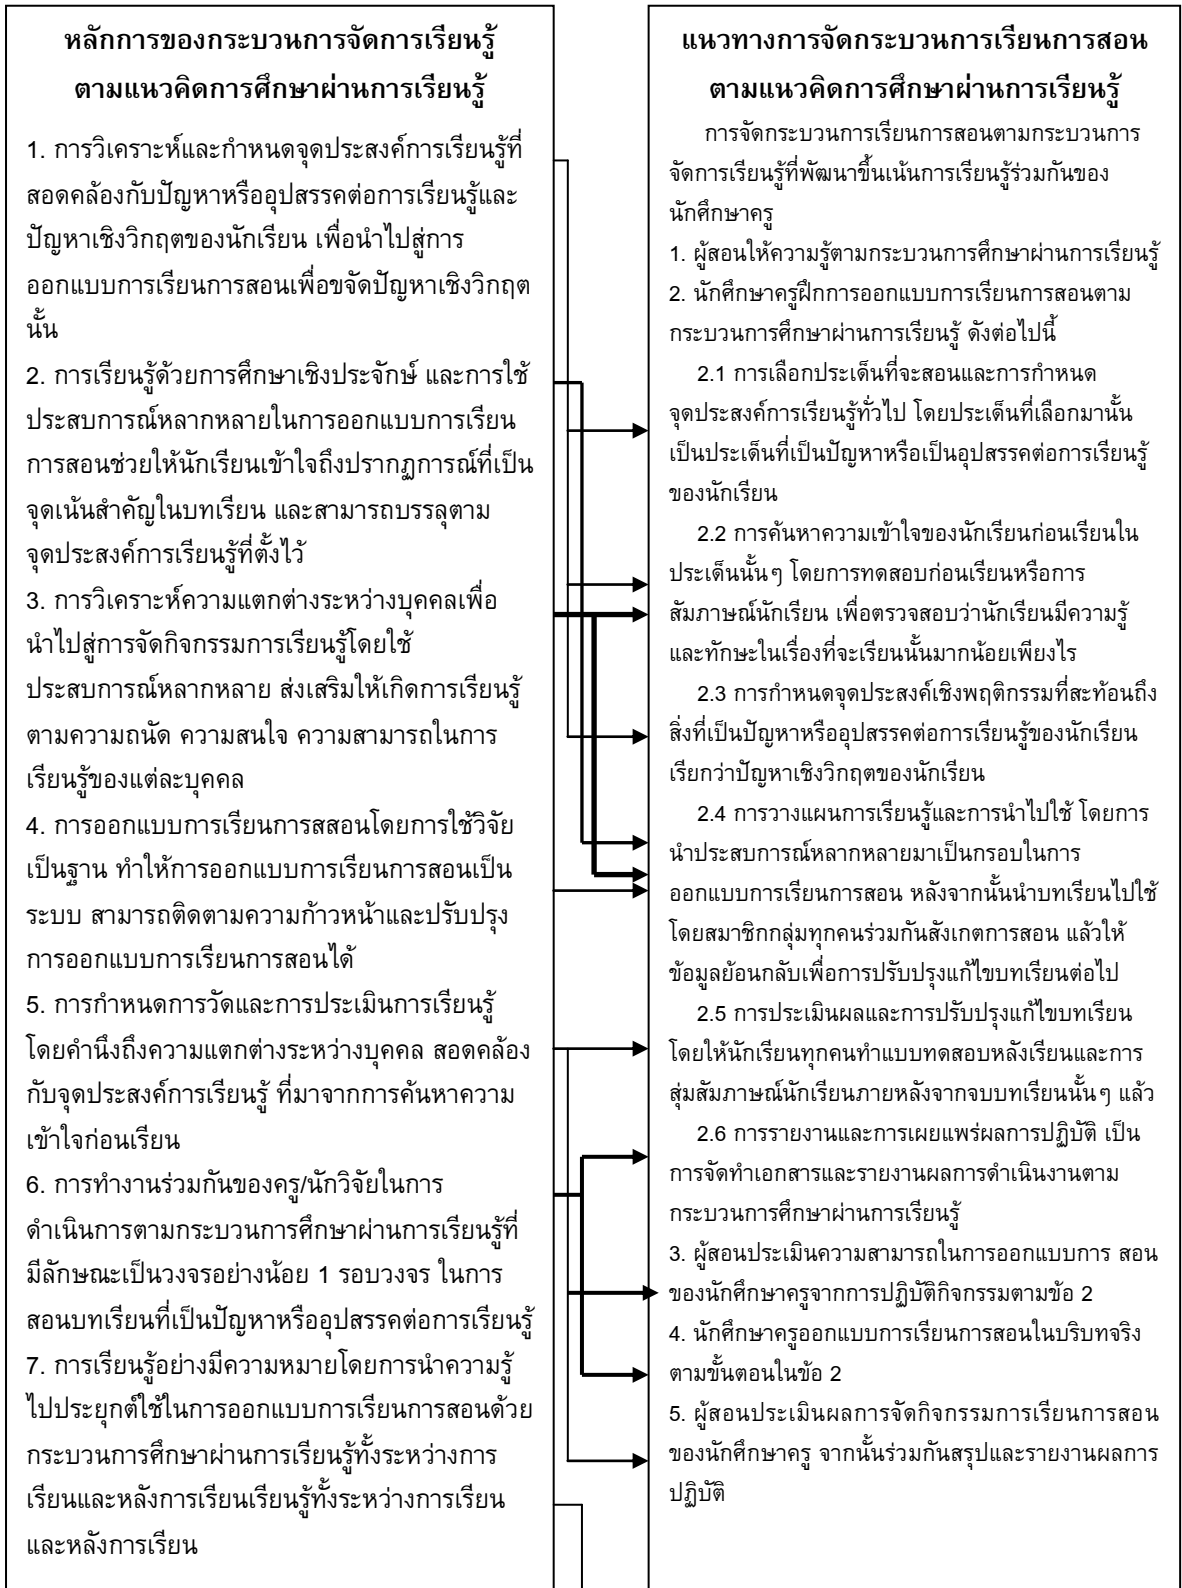 หลักการของกระบวนการจัดการเรียนรู้
ตามแนวคิดการศึกษาผ่านการเรียนรู้
1. การวิเคราะห์และกำหนดจุดประสงค์การเรียนรู้ที่
สอดคล้องกับปัญหาหรืออุปสรรคต่อการเรียนรู้และ
ปัญหาเชิงวิกฤตของนักเรียน เพื่อนำไปสู่การ
ออกแบบการเรียนการสอนเพื่อขจัดปัญหาเชิงวิกฤต
นั้น
2. การเรียนรู้ด้วยการศึกษาเชิงประจักษ์ และการใช้
ประสบการณ์หลากหลายในการออกแบบการเรียน
การสอนช่วยให้นักเรียนเข้าใจถึงปรากฏการณ์ที่เป็น
จุดเน้นสำคัญในบทเรียน และสามารถบรรลุตาม
จุดประสงค์การเรียนรู้ที่ตั้งไว้
3. การวิเคราะห์ความแตกต่างระหว่างบุคคลเพื่อ
นำไปสู่การจัดกิจกรรมการเรียนรู้โดยใช้
ประสบการณ์หลากหลาย ส่งเสริมให้เกิดการเรียนรู้
ตามความถนัด ความสนใจ ความสามารถในการ
เรียนรู้ของแต่ละบุคคล
4. การออกแบบการเรียนการสสอนโดยการใช้วิจัย
เป็นฐาน ทำให้การออกแบบการเรียนการสอนเป็น
ระบบ สามารถติดตามความก้าวหน้าและปรับปรุง
การออกแบบการเรียนการสอนได้
5. การกำหนดการวัดและการประเมินการเรียนรู้
โดยคำนึงถึงความแตกต่างระหว่างบุคคล สอดคล้อง
กับจุดประสงค์การเรียนรู้ ที่มาจากการค้นหาความ
เข้าใจก่อนเรียน
6. การทำงานร่วมกันของครู/นักวิจัยในการ
ดำเนินการตามกระบวนการศึกษาผ่านการเรียนรู้ที่
มีลักษณะเป็นวงจรอย่างน้อย 1 รอบวงจร ในการ
สอนบทเรียนที่เป็นปัญหาหรืออุปสรรคต่อการเรียนรู้
7. การเรียนรู้อย่างมีความหมายโดยการนำความรู้
ไปประยุกต์ใช้ในการออกแบบการเรียนการสอนด้วย
กระบวนการศึกษาผ่านการเรียนรู้ทั้งระหว่างการ
เรียนและหลังการเรียนเรียนรู้ทั้งระหว่างการเรียน
และหลังการเรียน
แนวทางการจัดกระบวนการเรียนการสอน
ตามแนวคิดการศึกษาผ่านการเรียนรู้
การจัดกระบวนการเรียนการสอนตามกระบวนการ
จัดการเรียนรู้ที่พัฒนาขึ้นเน้นการเรียนรู้ร่วมกันของ
นักศึกษาครู
1. ผู้สอนให้ความรู้ตามกระบวนการศึกษาผ่านการเรียนรู้
2. นักศึกษาครูฝึกการออกแบบการเรียนการสอนตาม
กระบวนการศึกษาผ่านการเรียนรู้ ดังต่อไปนี้
2.1 การเลือกประเด็นที่จะสอนและการกำหนด
จุดประสงค์การเรียนรู้ทั่วไป โดยประเด็นที่เลือกมานั้น
เป็นประเด็นที่เป็นปัญหาหรือเป็นอุปสรรคต่อการเรียนรู้
ของนักเรียน
2.2 การค้นหาความเข้าใจของนักเรียนก่อนเรียนใน
ประเด็นนั้นๆ โดยการทดสอบก่อนเรียนหรือการ
สัมภาษณ์นักเรียน เพื่อตรวจสอบว่านักเรียนมีความรู้
และทักษะในเรื่องที่จะเรียนนั้นมากน้อยเพียงไร
2.3 การกำหนดจุดประสงค์เชิงพฤติกรรมที่สะท้อนถึง
สิ่งที่เป็นปัญหาหรืออุปสรรคต่อการเรียนรู้ของนักเรียน
เรียกว่าปัญหาเชิงวิกฤตของนักเรียน
2.4 การวางแผนการเรียนรู้และการนำไปใช้ โดยการ
นำประสบการณ์หลากหลายมาเป็นกรอบในการ
ออกแบบการเรียนการสอน หลังจากนั้นนำบทเรียนไปใช้
โดยสมาชิกกลุ่มทุกคนร่วมกันสังเกตการสอน แล้วให้
ข้อมูลย้อนกลับเพื่อการปรับปรุงแก้ไขบทเรียนต่อไป
2.5 การประเมินผลและการปรับปรุงแก้ไขบทเรียน
โดยให้นักเรียนทุกคนทำแบบทดสอบหลังเรียนและการ
สุ่มสัมภาษณ์นักเรียนภายหลังจากจบบทเรียนนั้นๆ แล้ว
2.6 การรายงานและการเผยแพร่ผลการปฏิบัติ เป็น
การจัดทำเอกสารและรายงานผลการดำเนินงานตาม
กระบวนการศึกษาผ่านการเรียนรู้
3. ผู้สอนประเมินความสามารถในการออกแบบการ สอน
ของนักศึกษาครูจากการปฏิบัติกิจกรรมตามข้อ 2
4. นักศึกษาครูออกแบบการเรียนการสอนในบริบทจริง
ตามขั้นตอนในข้อ 2
5. ผู้สอนประเมินผลการจัดกิจกรรมการเรียนการสอน
ของนักศึกษาครู จากนั้นร่วมกันสรุปและรายงานผลการ
ปฏิบัติ